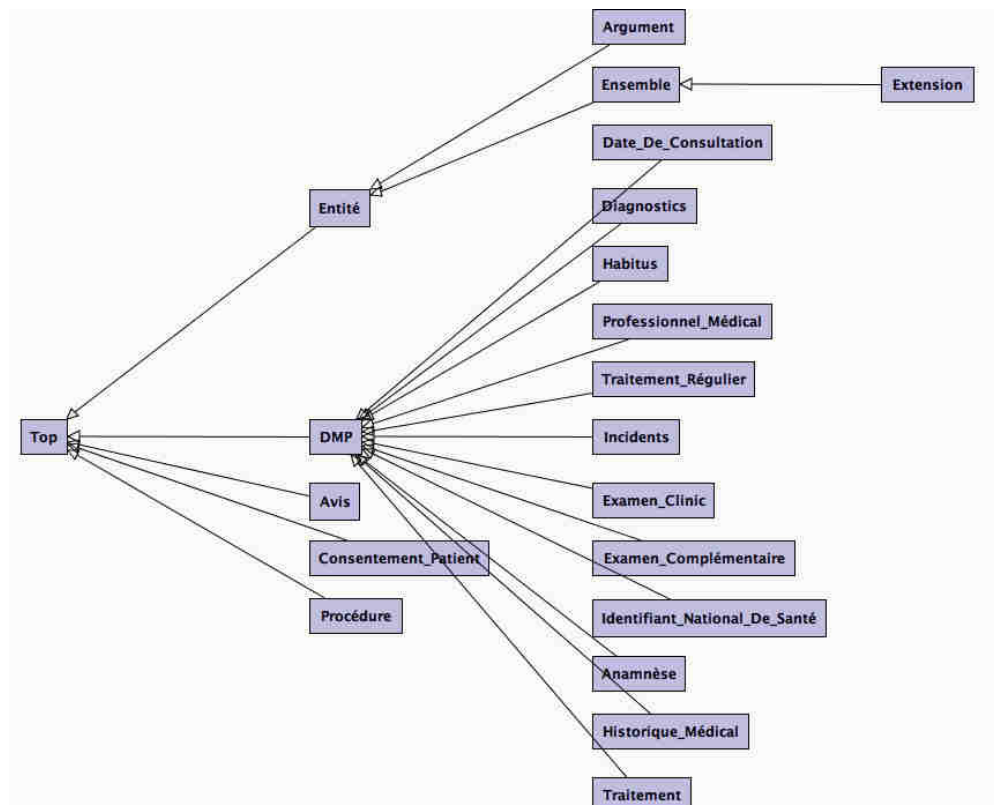 Argument
Ensemble
Extension
Date_De_Consultation
Diagnostics
Entité
Habitus
Professionnel_Médical
Traitement_Régulier
Top
DMP
Incidents
Avis
Examen_Clinic
Consentement_Patient
Examen_Complémentaire
Procédure
Identifiant_National_De_Santé
Anamnèse
Historique_Médical
Traitement